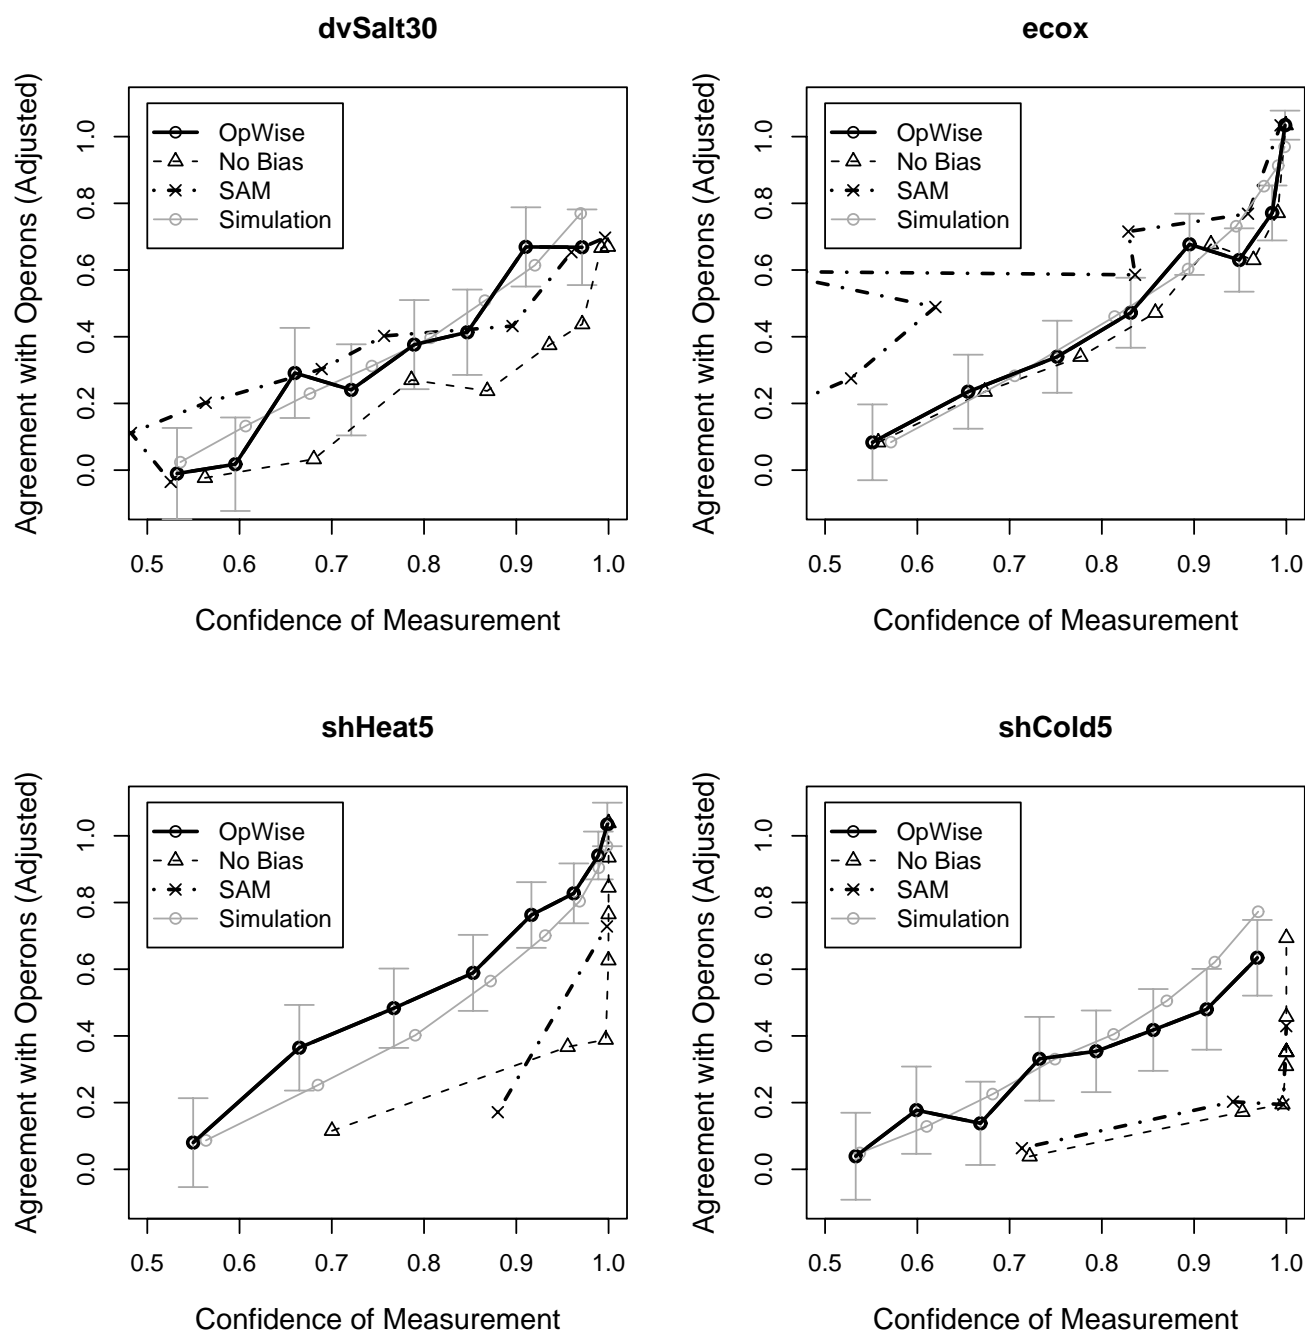 dvSalt30
Agreement with Operons (Adjusted)
1.0
0.8
0.6
0.4
0.2
0.0
OpWise
No Bias
SAM
Simulation
0.5 0.6 0.7 0.8 0.9 1.0
Confidence of Measurement
ecox
Agreement with Operons (Adjusted)
1.0
0.8
0.6
0.4
0.2
0.0
OpWise
No Bias
SAM
Simulation
0.5 0.6 0.7 0.8 0.9 1.0
Confidence of Measurement
shHeat5
Agreement with Operons (Adjusted)
1.0
0.8
0.6
0.4
0.2
0.0
OpWise
No Bias
SAM
Simulation
0.5 0.6 0.7 0.8 0.9 1.0
Confidence of Measurement
shCold5
Agreement with Operons (Adjusted)
1.0
0.8
0.6
0.4
0.2
0.0
OpWise
No Bias
SAM
Simulation
0.5 0.6 0.7 0.8 0.9 1.0
Confidence of Measurement